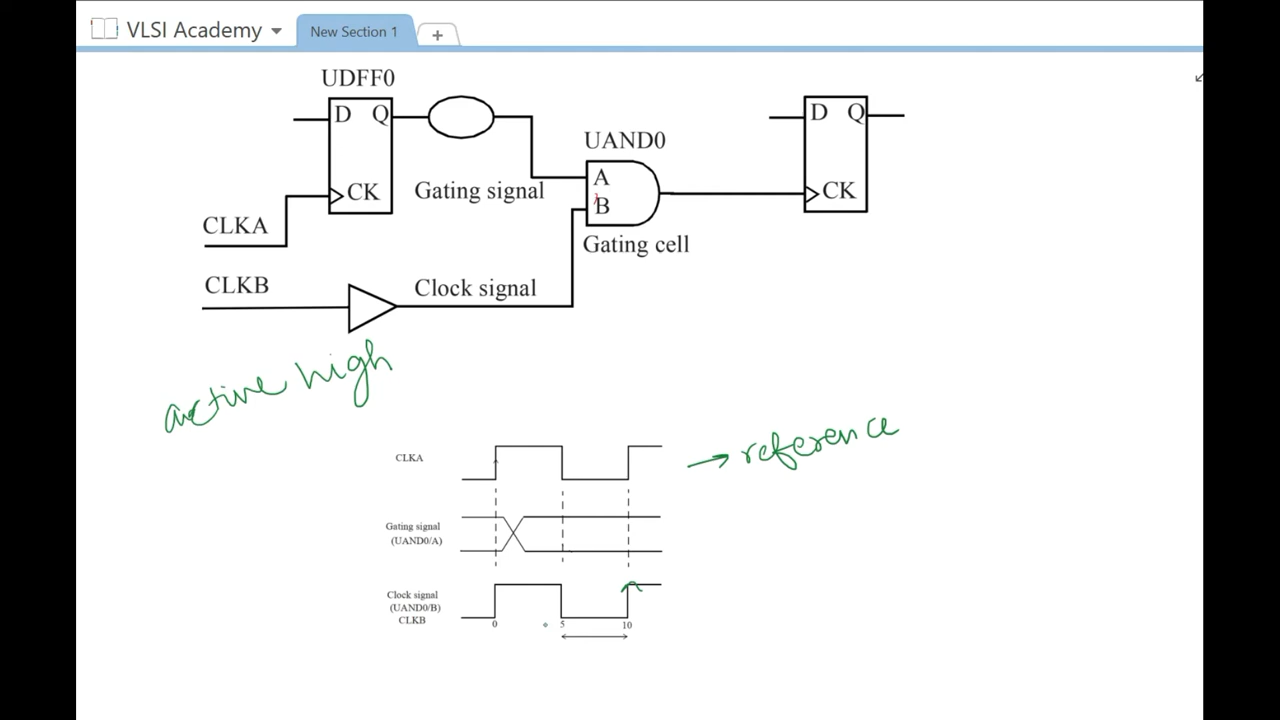 VLSI Academy
New Section 1
+
UDFF0
D Q
D Q
UAND0
A
CK
Gating signal
B
CK
CLKA
Gating cell
CLKB
Clock signal
active high
CLKA
→ reference
Gating signal
(UAND0/A)
Clock signal
(UAND0/B)
CLKB
0 5 10